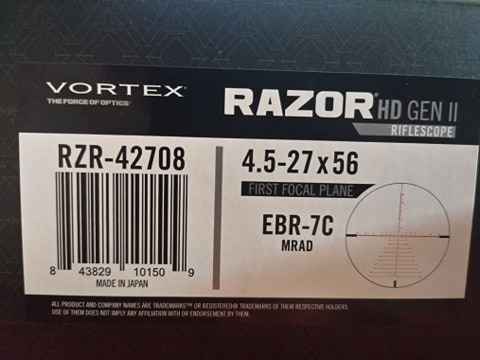 VORTEX®
THE FORCE OF OPTICS®
RAZOR® HD GEN II
RIFLESCOPE
RZR-42708
8 43829 10150 9
MADE IN JAPAN
4.5-27x56
FIRST FOCAL PLANE
EBR-7C
MRAD
ALL PRODUCT AND COMPANY NAMES ARE TRADEMARKS™ OR REGISTERED® TRADEMARKS OF THEIR RESPECTIVE HOLDERS.
USE OF THEM DOES NOT IMPLY ANY AFFILIATION WITH OR ENDORSEMENT BY THEM.